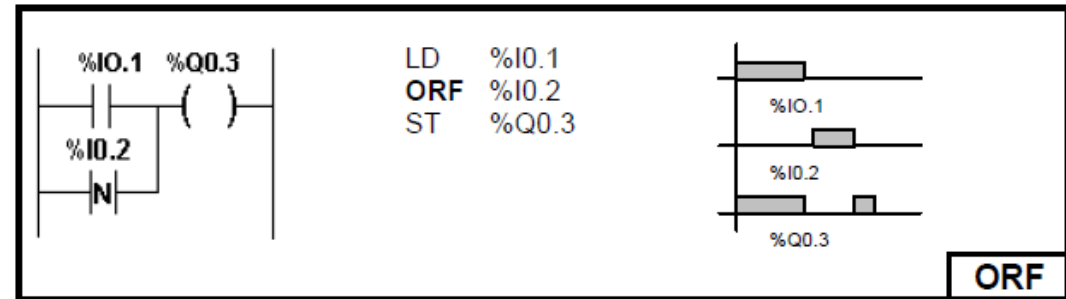 %IO.1 %Q0.3
%I0.2
N
LD %I0.1
ORF %I0.2
ST %Q0.3
%IO.1
%I0.2
%Q0.3
ORF